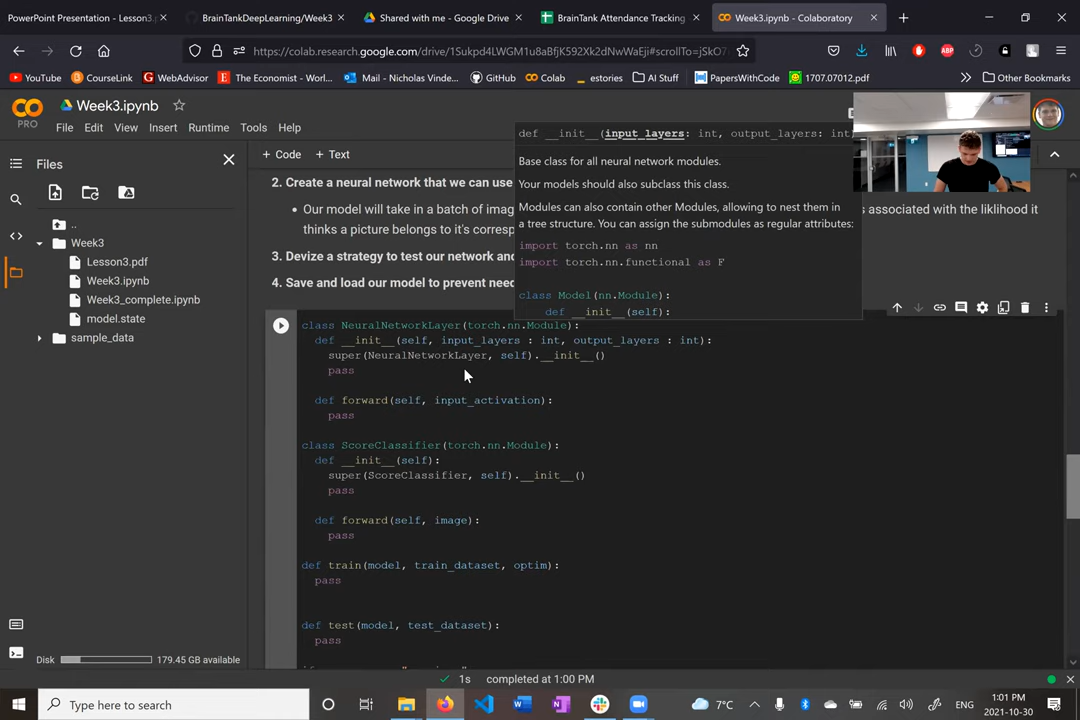 PowerPoint Presentation - Lesson3.
BrainTankDeepLearning/Week3
Shared with me - Google Drive
BrainTank Attendance Tracking
Week3.ipynb - Colaboratory
https://colab.research.google.com/drive/1Sukpd4LWGM1u8aBfjK592Xk2dNwWaEji#scrollTo=jSkO7
YouTube
CourseLink
WebAdvisor
The Economist - Worl...
Mail - Nicholas Vinde...
GitHub
Colab
_estories
AI Stuff
PapersWithCode
1707.07012.pdf
Other Bookmarks
CO
PRO
Week3.ipynb
File Edit View Insert Runtime Tools Help
Files
+ Code + Text
..
Week3
Lesson3.pdf
Week3.ipynb
Week3_complete.ipynb
model.state
sample_data
Disk 179.45 GB available
def __init__(input_layers: int, output_layers: int)
Base class for all neural network modules.
Your models should also subclass this class.
Modules can also contain other Modules, allowing to nest them in
a tree structure. You can assign the submodules as regular attributes:
import torch.nn as nn
import torch.nn.functional as F
class Model(nn.Module):
def __init__(self):
2. Create a neural network that we can use
• Our model will take in a batch of imag
s associated with the liklihood it
thinks a picture belongs to it's corresp
3. Devize a strategy to test our network and
4. Save and load our model to prevent need
class NeuralNetworkLayer(torch.nn.Module):
def __init__(self, input_layers : int, output_layers : int):
super(NeuralNetworkLayer, self).__init__()
pass
def forward(self, input_activation):
pass
class ScoreClassifier(torch.nn.Module):
def __init__(self):
super(ScoreClassifier, self).__init__()
pass
def forward(self, image):
pass
def train(model, train_dataset, optim):
pass
def test(model, test_dataset):
pass
1s completed at 1:00 PM
Type here to search
7°C
ENG
1:01 PM
2021-10-30